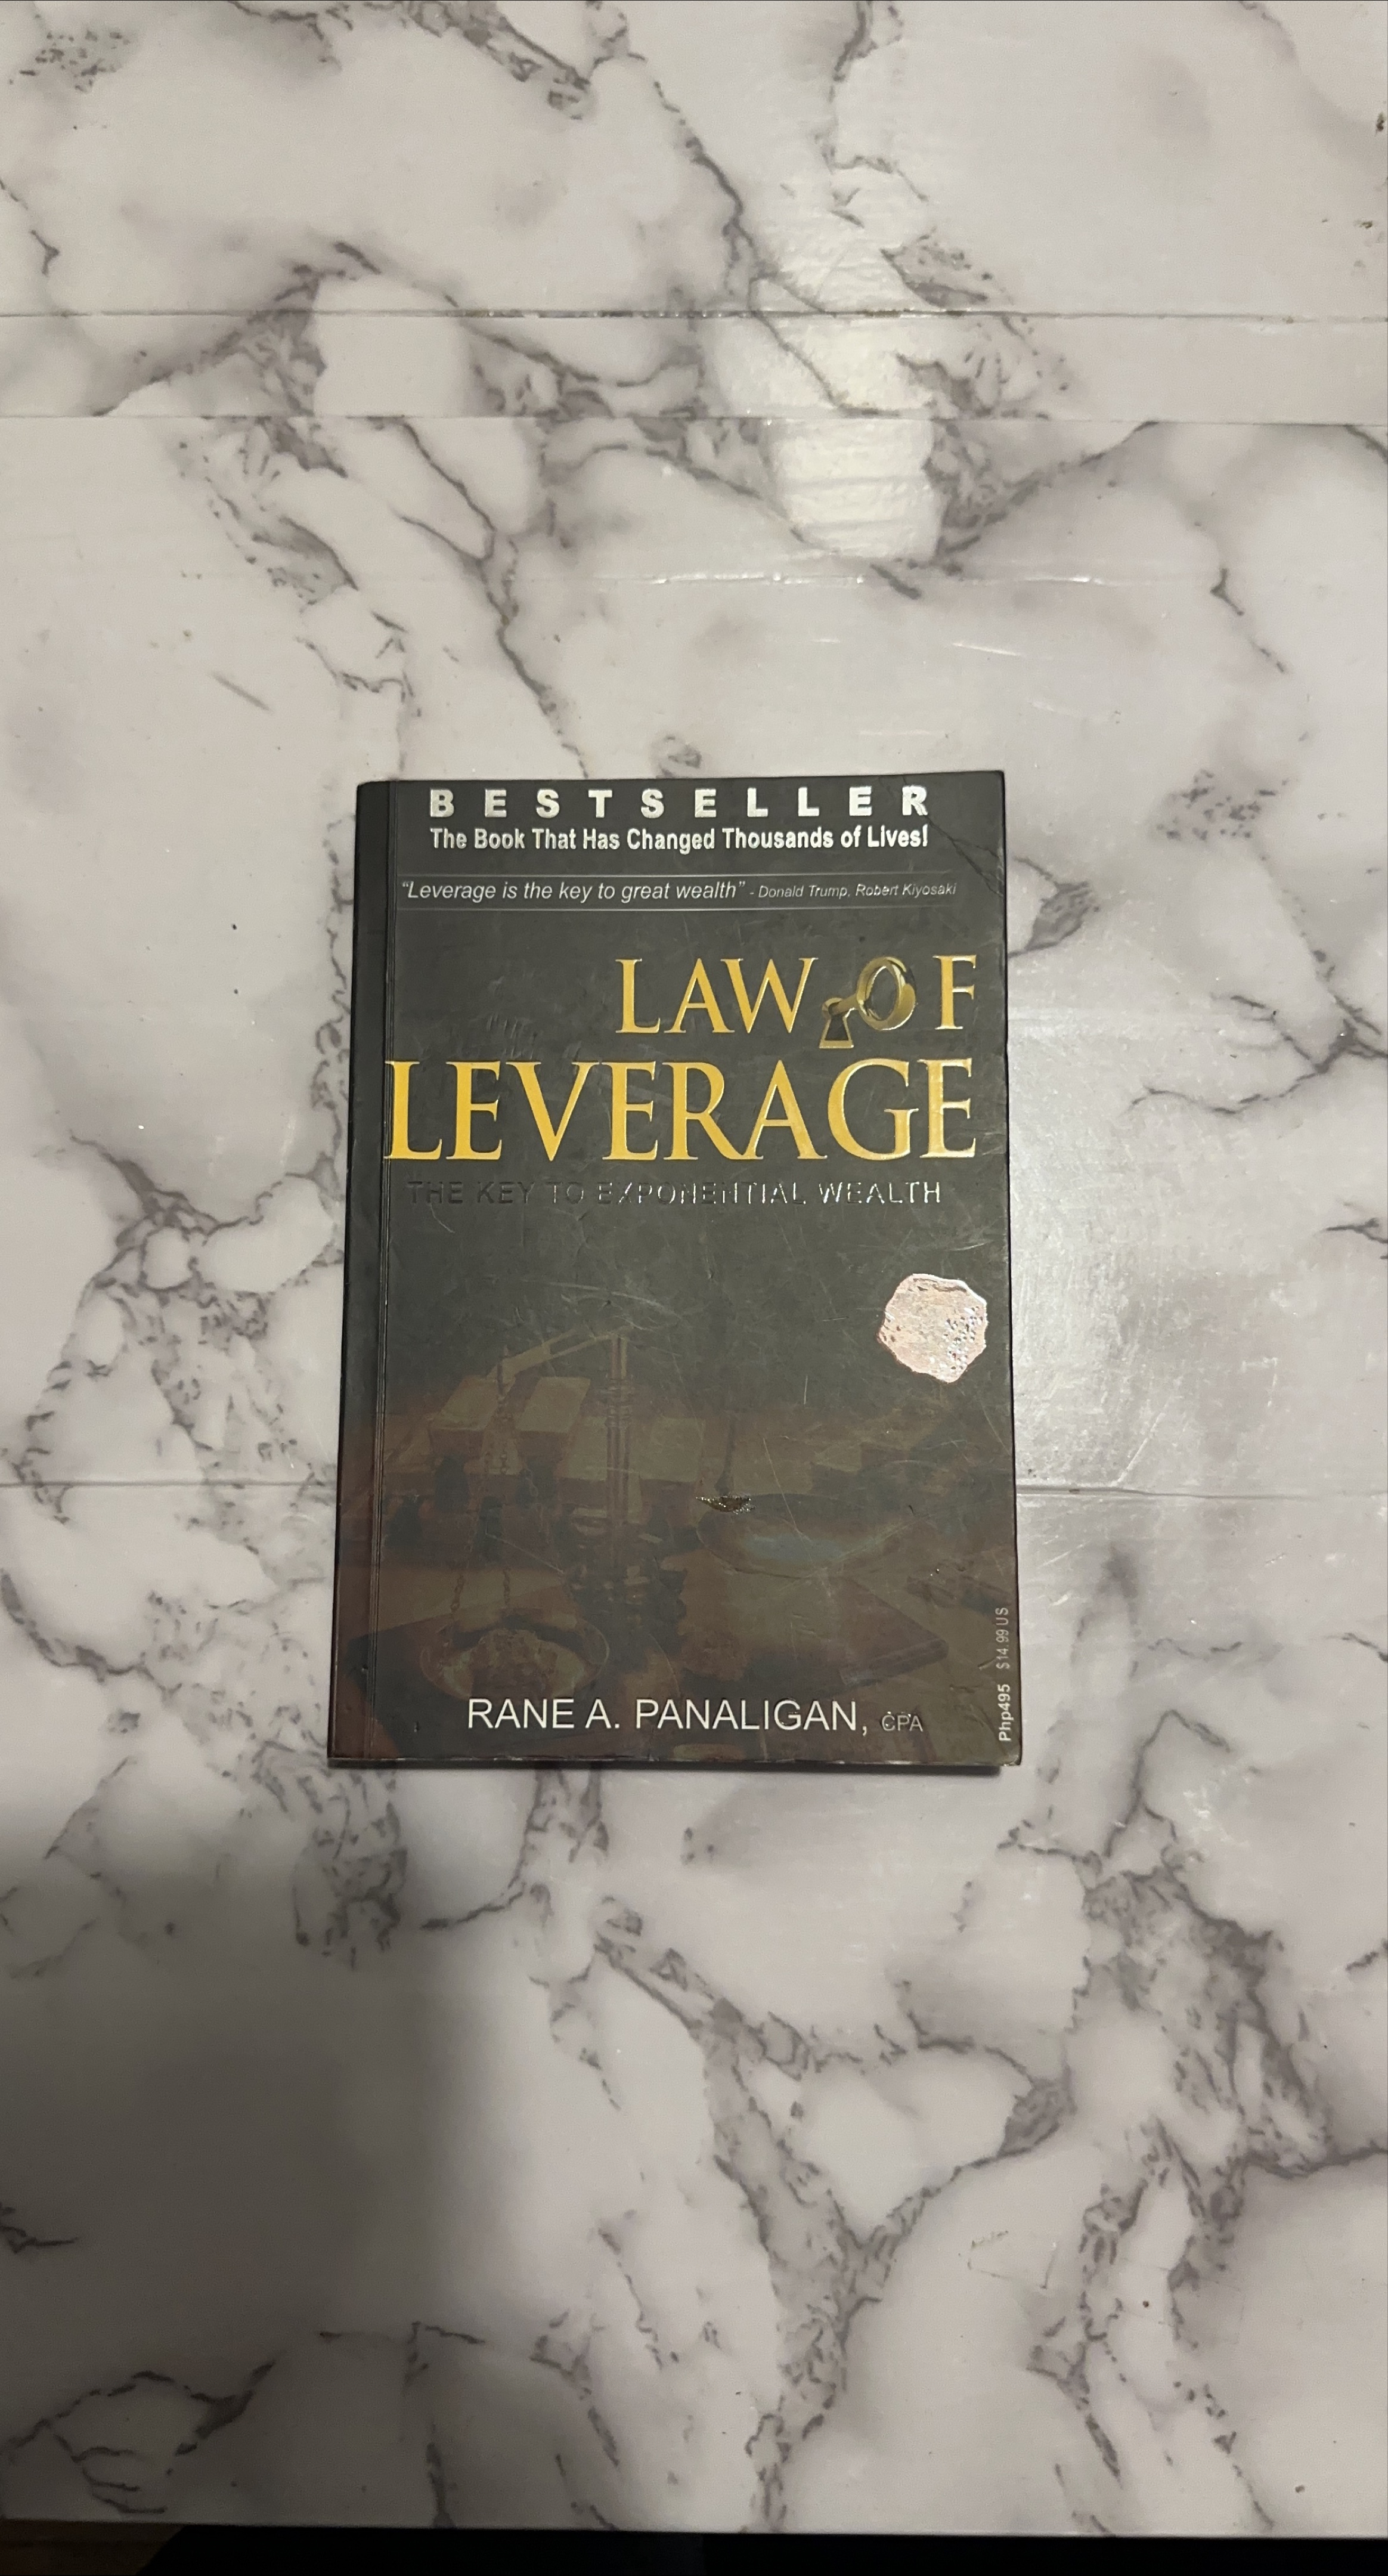 BESTSELLER
The Book That Has Changed Thousands of Lives!
"Leverage is the key to great wealth" - Donald Trump, Robert Kiyosaki
LAW OF
LEVERAGE
THE KEY TO EXPONENTIAL WEALTH
RANE A. PANALIGAN, CPA
Php495 $14.99 US